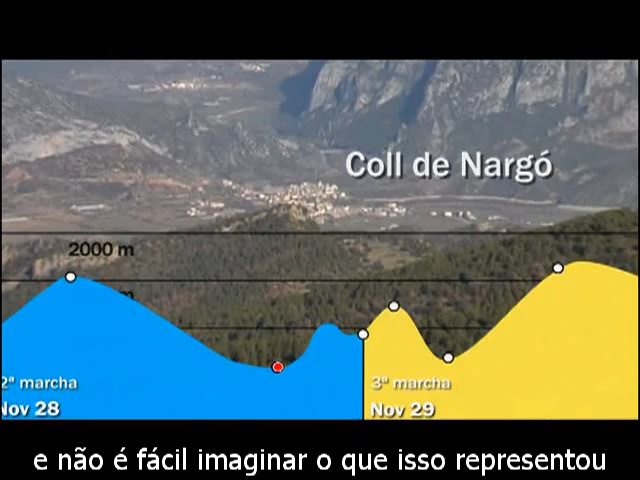 Coll de Nargó
2000 m
m
2ª marcha
3ª marcha
Nov 28
Nov 29
e não é fácil imaginar o que isso representou